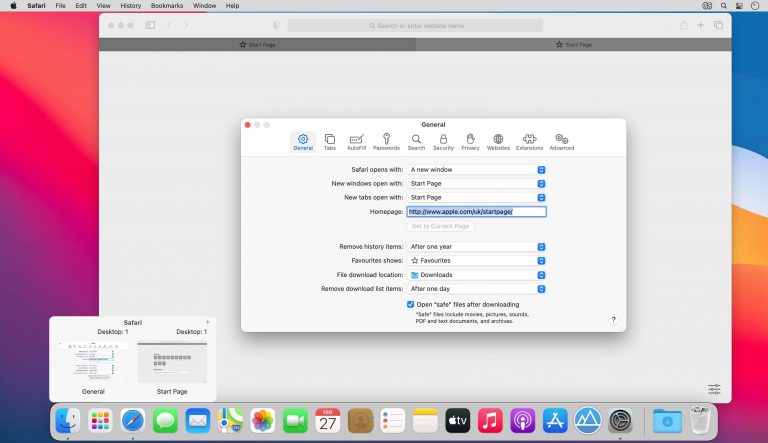 Safari File Edit View History Bookmarks Window Help
Search or enter website name
Start Page Start Page
General
General Tabs AutoFill Passwords Search Security Privacy Websites Extensions Advanced
Safari opens with: A new window
New windows open with: Start Page
New tabs open with: Start Page
Homepage: http://www.apple.com/uk/startpage/
Set to Current Page
Remove history items: After one year
Favourites shows: Favourites
File download location: Downloads
Remove download list items: After one day
Open "safe" files after downloading
"Safe" files include movies, pictures, sounds,
PDF and text documents, and archives.
?
Safari +
Desktop: 1 Desktop: 1
General Start Page
FEB
27
tv